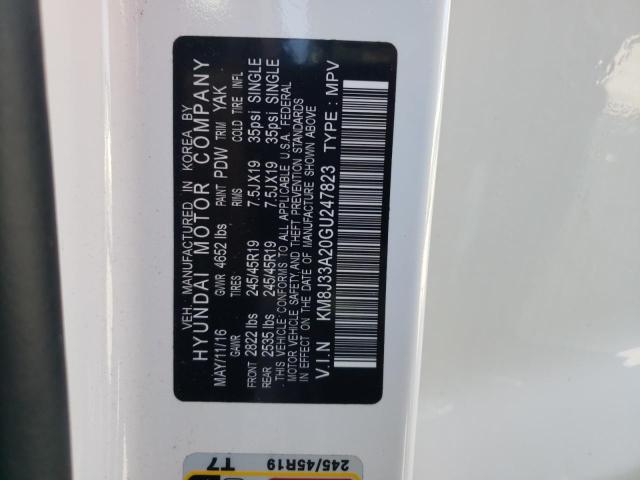 VEH. MANUFACTURED IN KOREA BY
HYUNDAI MOTOR COMPANY
MAY/11/16 GVWR 4652 lbs PAINT PDW TRIM YAK
GAWR TIRES RIMS COLD TIRE INFL
FRONT 2822 lbs 245/45R19 7.5JX19 35psi SINGLE
REAR 2535 lbs 245/45R19 7.5JX19 35psi SINGLE
. THIS VEHICLE CONFORMS TO ALL APPLICABLE U.S.A. FEDERAL
MOTOR VEHICLE SAFETY AND THEFT PREVENTION STANDARDS
IN EFFECT ON THE DATE OF MANUFACTURE SHOWN ABOVE
V.I.N KM8J33A20GU247823 TYPE : MPV
245/45R19
T7